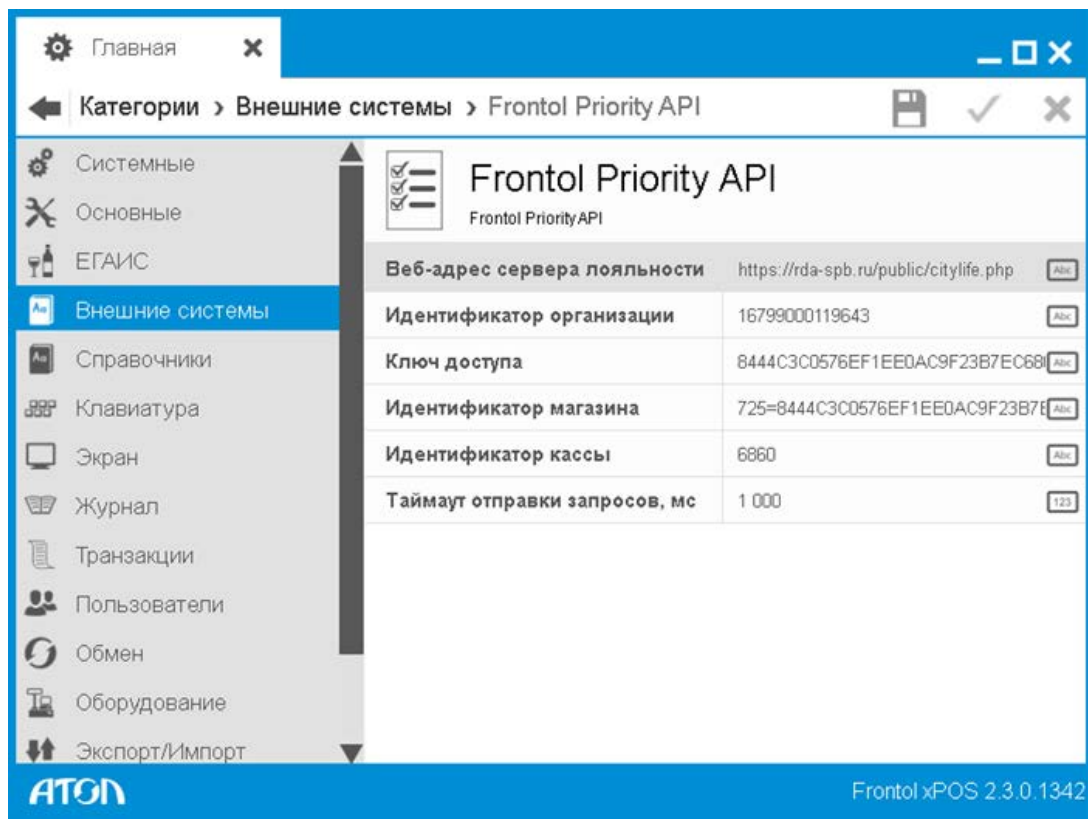 Главная
Категории › Внешние системы › Frontol Priority API
Системные
Основные
ЕГАИС
Внешние системы
Справочники
Клавиатура
Экран
Журнал
Транзакции
Пользователи
Обмен
Оборудование
Экспорт/Импорт
Frontol Priority API
Frontol Priority API
Веб-адрес сервера лояльности https://rda-spb.ru/public/citylife.php Abc
Идентификатор организации 16799000119643 Abc
Ключ доступа 8444C3C0576EF1EE0AC9F23B7EC68 Abc
Идентификатор магазина 725=8444C3C0576EF1EE0AC9F23B7E Abc
Идентификатор кассы 6860 Abc
Таймаут отправки запросов, мс 1 000 123
АТОЛ
Frontol xPOS 2.3.0.1342